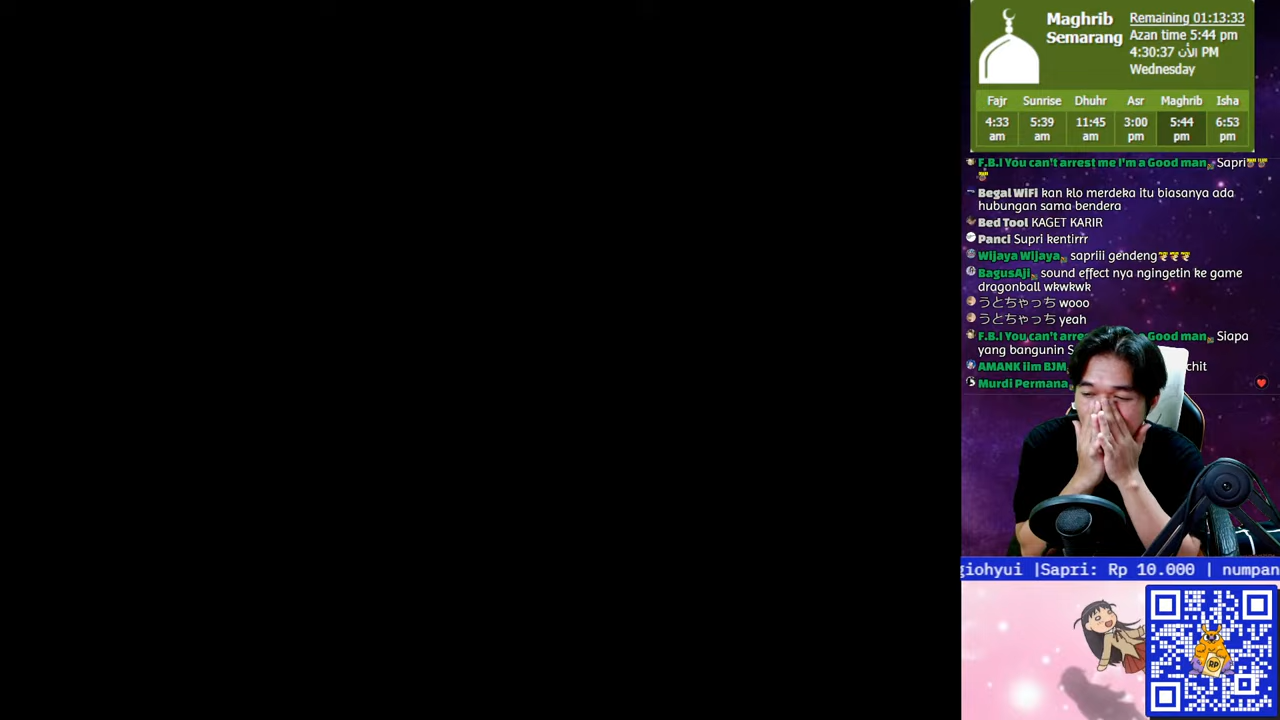 Maghrib
Semarang
Remaining 01:13:33
Azan time 5:44 pm
4:30:37 الأن PM
Wednesday
Fajr Sunrise Dhuhr Asr Maghrib Isha
4:33 5:39 11:45 3:00 5:44 6:53
am am am pm pm pm
F.B.I You can't arrest me I'm a Good man Sapri
Begal WiFi kan klo merdeka itu biasanya ada
hubungan sama bendera
Bed Tool KAGET KARIR
Panci Supri kentirrr
Wijaya Wijaya sapriii gendeng
BagusAji sound effect nya ngingetin ke game
dragonball wkwkwk
うとちゃっち wooo
うとちゃっち yeah
F.B.I You can't Good man Siapa
yang bangunin
AMANK iim BJM chit
Murdi Permana
giohyui |Sapri: Rp 10.000 | numpan
RP